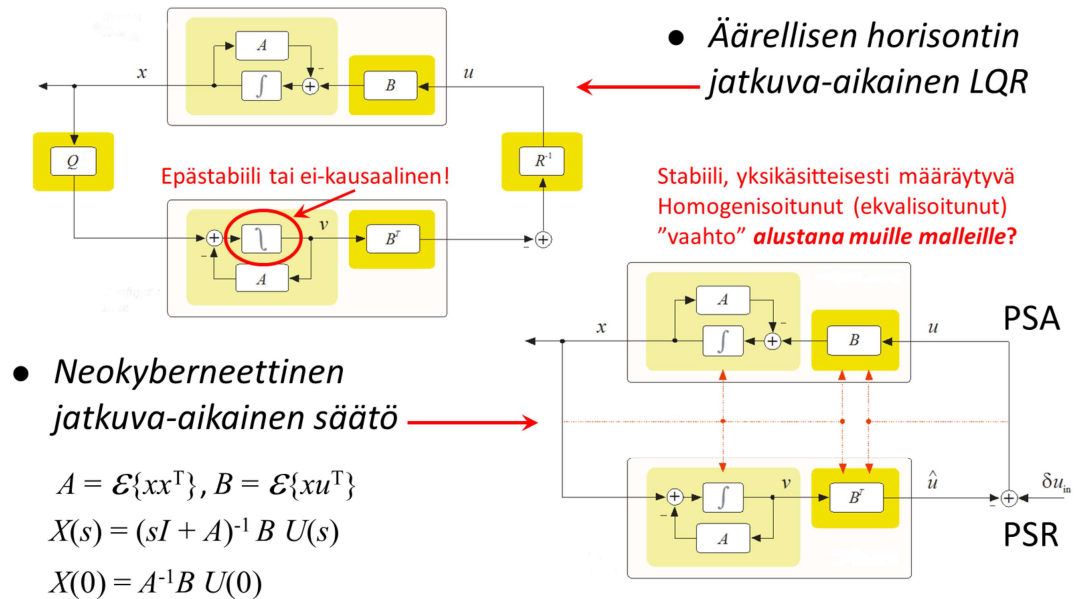 ● Äärellisen horisontin
jatkuva-aikainen LQR
A
x
∫
+
−
B
u
Q
R⁻¹
Epästabiili tai ei-kausaalinen!
v
+
−
Bᵀ
−
+
A
Stabiili, yksikäsitteisesti määräytyvä
Homogenisoitunut (ekvalisoitunut)
”vaahto” alustana muille malleille?
A
x
∫
+
−
B
u
PSA
● Neokyberneettinen
jatkuva-aikainen säätö
A = ℰ{xxᵀ}, B = ℰ{xuᵀ}
X(s) = (sI + A)⁻¹ B U(s)
X(0) = A⁻¹B U(0)
+
−
∫
v
Bᵀ
û
−
+
δuᵢₙ
A
PSR